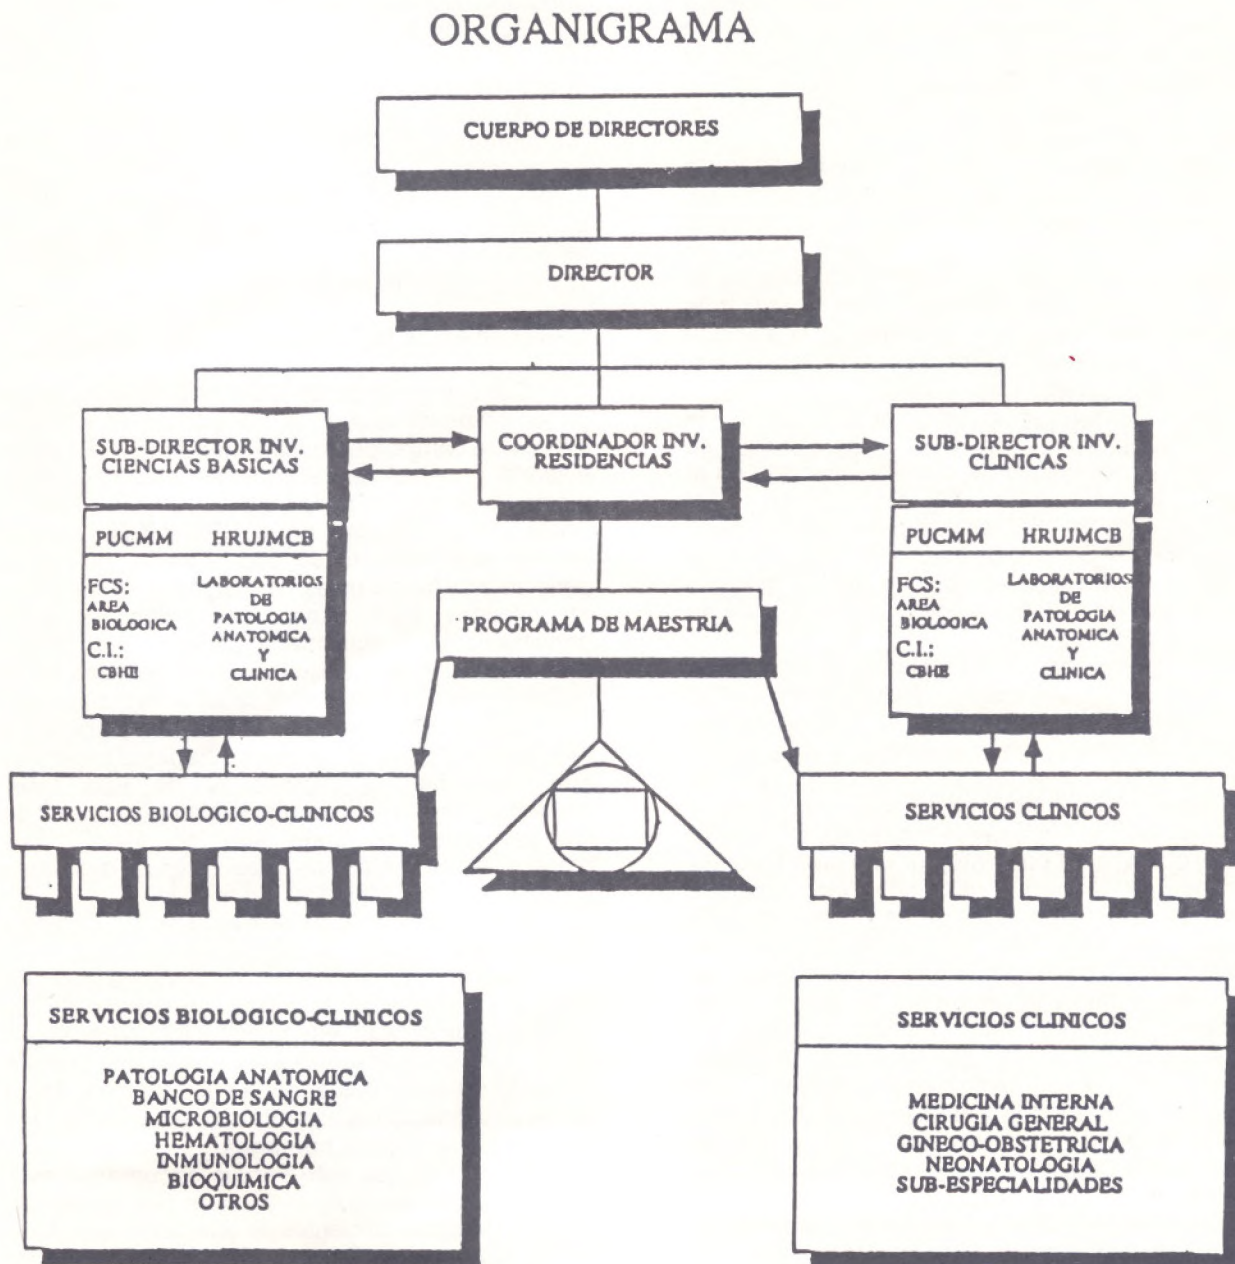 ORGANIGRAMA
CUERPO DE DIRECTORES
DIRECTOR
SUB-DIRECTOR INV.
CIENCIAS BASICAS
COORDINADOR INV.
RESIDENCIAS
SUB-DIRECTOR INV.
CLINICAS
PUCMM HRUJMCB
FCS:
AREA
BIOLOGICA
C.I.:
CBHE
LABORATORIOS
DE
PATOLOGIA
ANATOMICA
Y
CLINICA
PROGRAMA DE MAESTRIA
PUCMM HRUJMCB
FCS:
AREA
BIOLOGICA
C.I.:
CBHE
LABORATORIOS
DE
PATOLOGIA
ANATOMICA
Y
CLINICA
SERVICIOS BIOLOGICO-CLINICOS
SERVICIOS CLINICOS
SERVICIOS BIOLOGICO-CLINICOS
PATOLOGIA ANATOMICA
BANCO DE SANGRE
MICROBIOLOGIA
HEMATOLOGIA
INMUNOLOGIA
BIOQUIMICA
OTROS
SERVICIOS CLINICOS
MEDICINA INTERNA
CIRUGIA GENERAL
GINECO-OBSTETRICIA
NEONATOLOGIA
SUB-ESPECIALIDADES